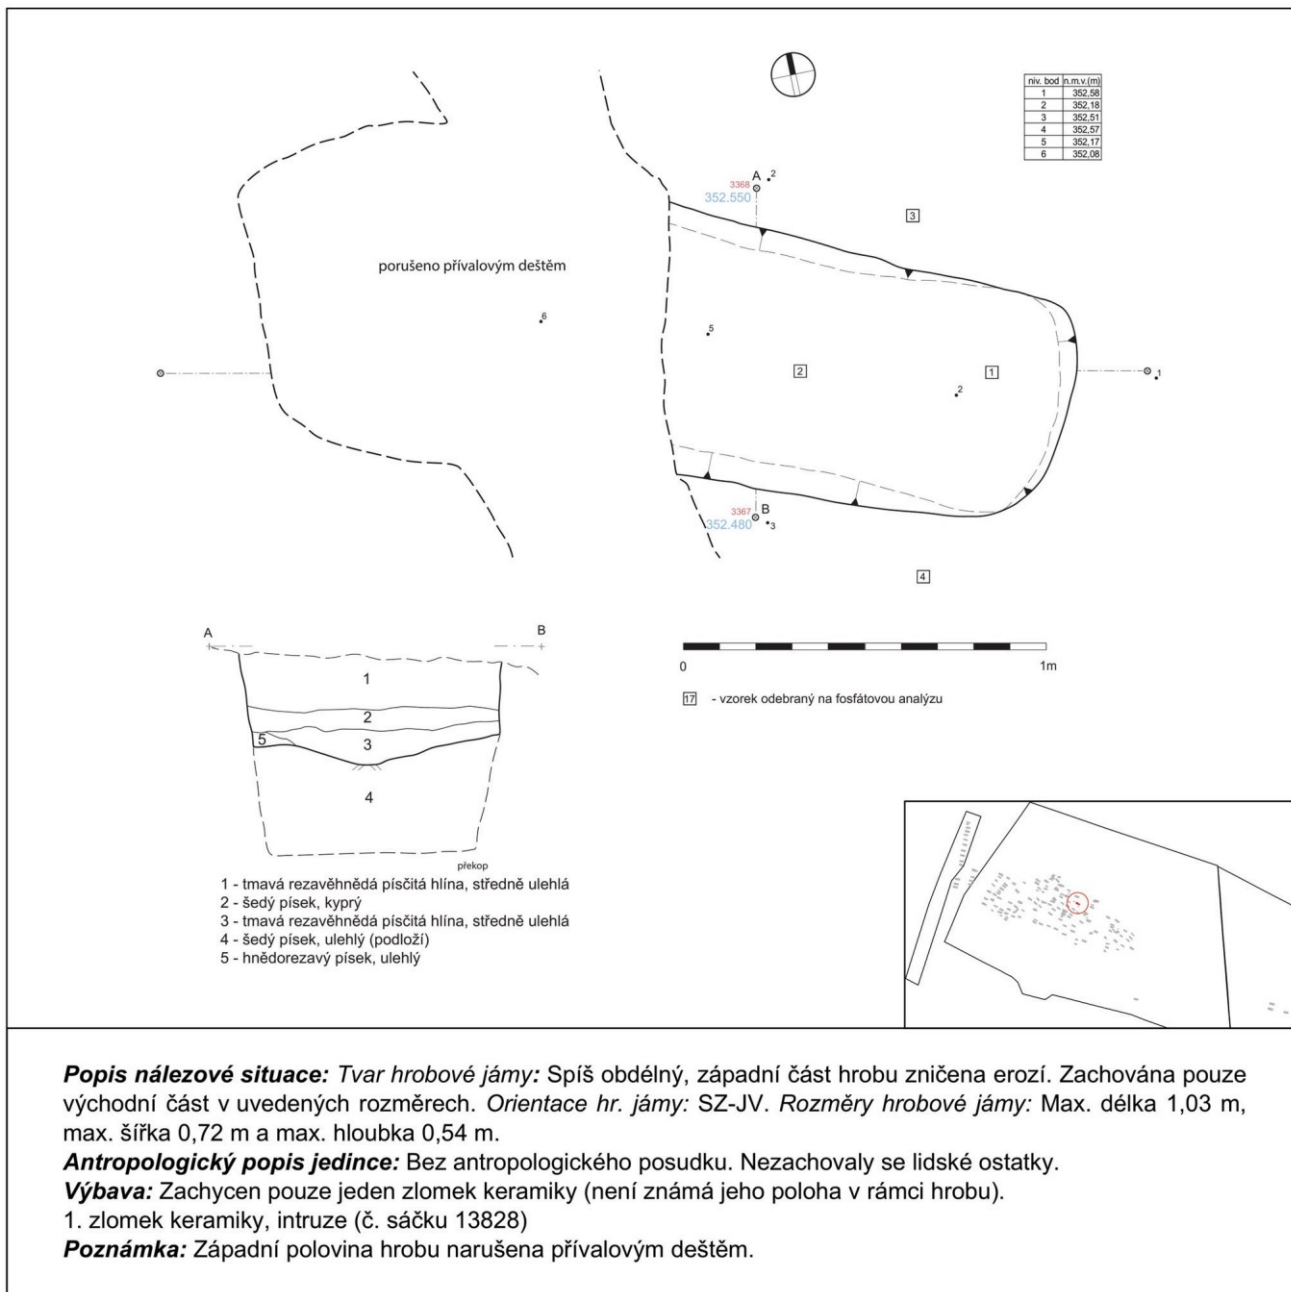 niv. bod n.m.v.(m)
1 352,58
2 352,18
3 352,51
4 352,57
5 352,17
6 352,08
A
2
3368
352.550
3
porušeno přívalovým deštěm
6
5
2
1
2
1
3367
B
352.480
3
4
A
B
1
2
5
3
4
0
1m
17 - vzorek odebraný na fosfátovou analýzu
překop
1 - tmavá rezavěhnědá písčitá hlína, středně ulehlá
2 - šedý písek, kyprý
3 - tmavá rezavěhnědá písčitá hlína, středně ulehlá
4 - šedý písek, ulehlý (podloží)
5 - hnědorezavý písek, ulehlý
Popis nálezové situace: Tvar hrobové jámy: Spíš obdélný, západní část hrobu zničena erozí. Zachována pouze
východní část v uvedených rozměrech. Orientace hr. jámy: SZ-JV. Rozměry hrobové jámy: Max. délka 1,03 m,
max. šířka 0,72 m a max. hloubka 0,54 m.
Antropologický popis jedince: Bez antropologického posudku. Nezachovaly se lidské ostatky.
Výbava: Zachycen pouze jeden zlomek keramiky (není známá jeho poloha v rámci hrobu).
1. zlomek keramiky, intruze (č. sáčku 13828)
Poznámka: Západní polovina hrobu narušena přívalovým deštěm.